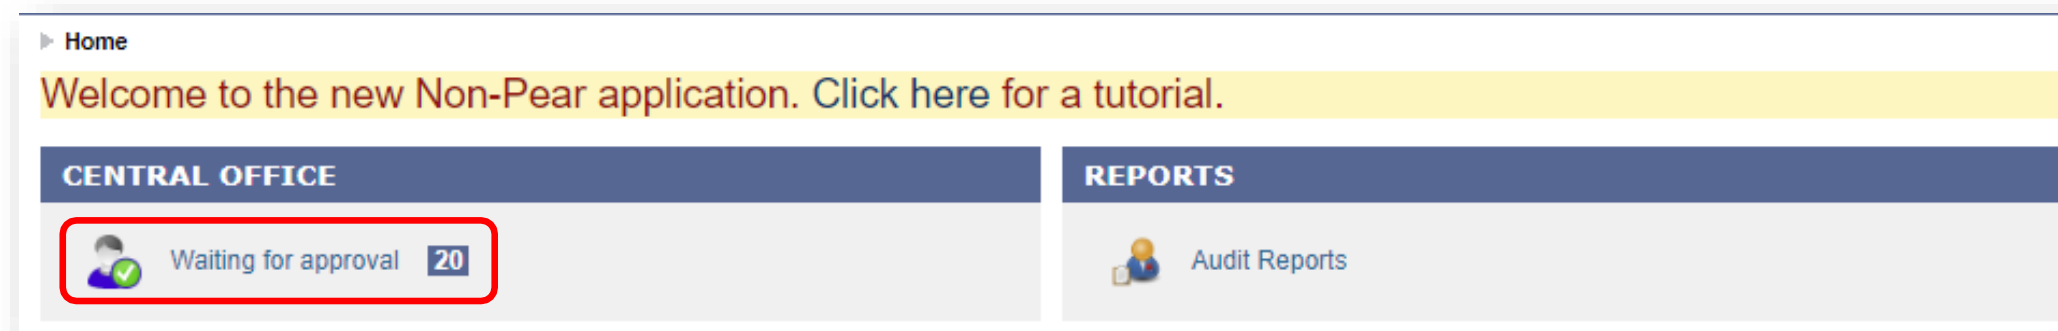 Home
Welcome to the new Non-Pear application. Click here for a tutorial.
CENTRAL OFFICE
Waiting for approval 20
REPORTS
Audit Reports